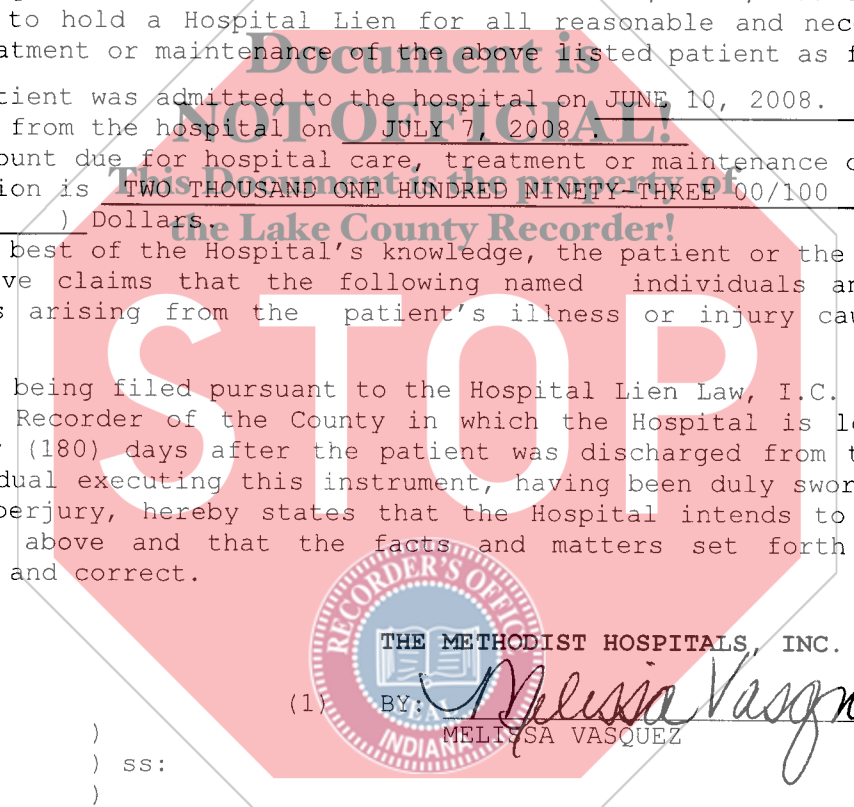 to hold a Hospital Lien for all reasonable and nec
atment or maintenance of the above listed patient as f
Document is
tient was admitted to the hospital on JUNE 10, 2008.
NOT OFFICIAL!
from the hospital on JULY 7, 2008 .
ount due for hospital care, treatment or maintenance
ion is TWO THOUSAND ONE HUNDRED NINETY-THREE 00/100
This Document is the property of
) Dollars.
the Lake County Recorder!
best of the Hospital's knowledge, the patient or the
ve claims that the following named individuals an
s arising from the patient's illness or injury cau
STOP
being filed pursuant to the Hospital Lien Law, I.C.
Recorder of the County in which the Hospital is l
(180) days after the patient was discharged from t
dual executing this instrument, having been duly swor
perjury, hereby states that the Hospital intends to
above and that the facts and matters set forth
and correct.
RECORDER'S OFFICE
SEAL
INDIANA
THE METHODIST HOSPITALS, INC.
(1) BY: Melissa Vasqu
MELISSA VASQUEZ
)
) ss:
)